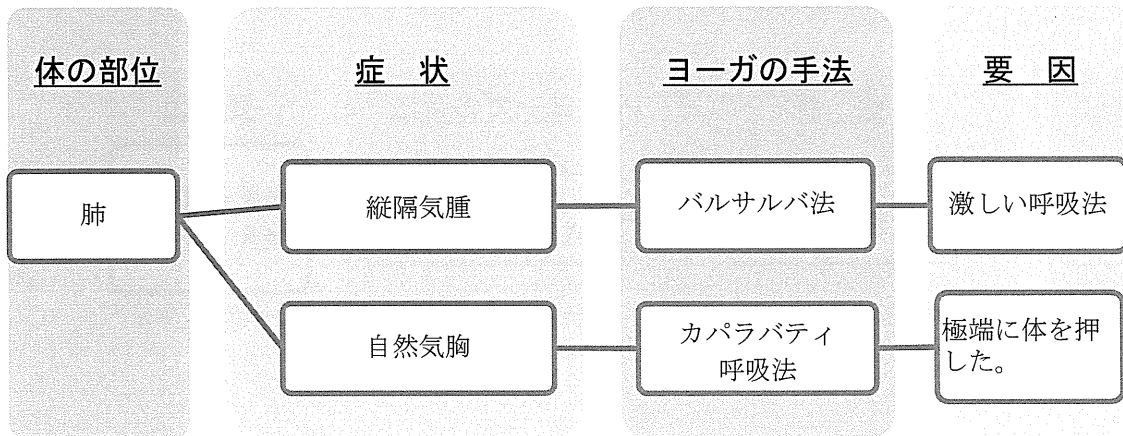 体の部位
症　状
ヨーガの手法
要　因
肺
縦隔気腫
バルサルバ法
激しい呼吸法
自然気胸
カパラバティ
呼吸法
極端に体を押
した。